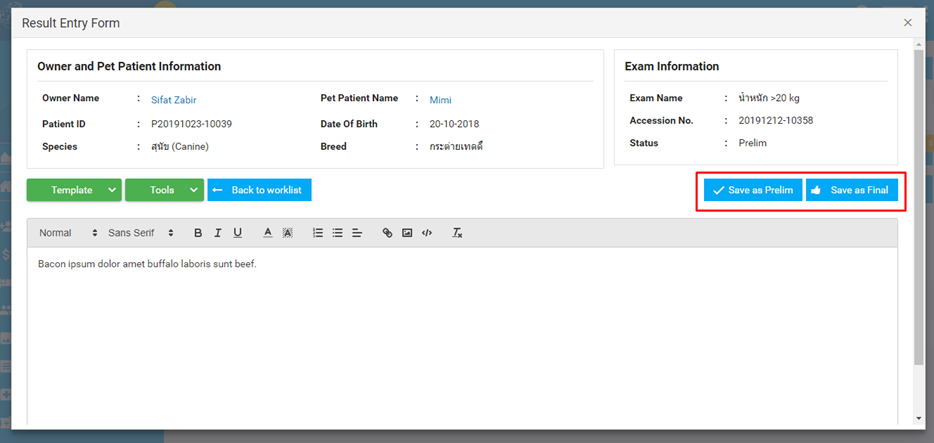 Result Entry Form
Owner and Pet Patient Information
Owner Name : Sifat Zabir Pet Patient Name : Mimi
Patient ID : P20191023-10039 Date Of Birth : 20-10-2018
Species : สุนัข (Canine) Breed : กระต่ายเทดดี้
Exam Information
Exam Name : น้ำหนัก >20 kg
Accession No. : 20191212-10358
Status : Prelim
Template Tools Back to worklist Save as Prelim Save as Final
Normal Sans Serif B I U A A
Bacon ipsum dolor amet buffalo laboris sunt beef.